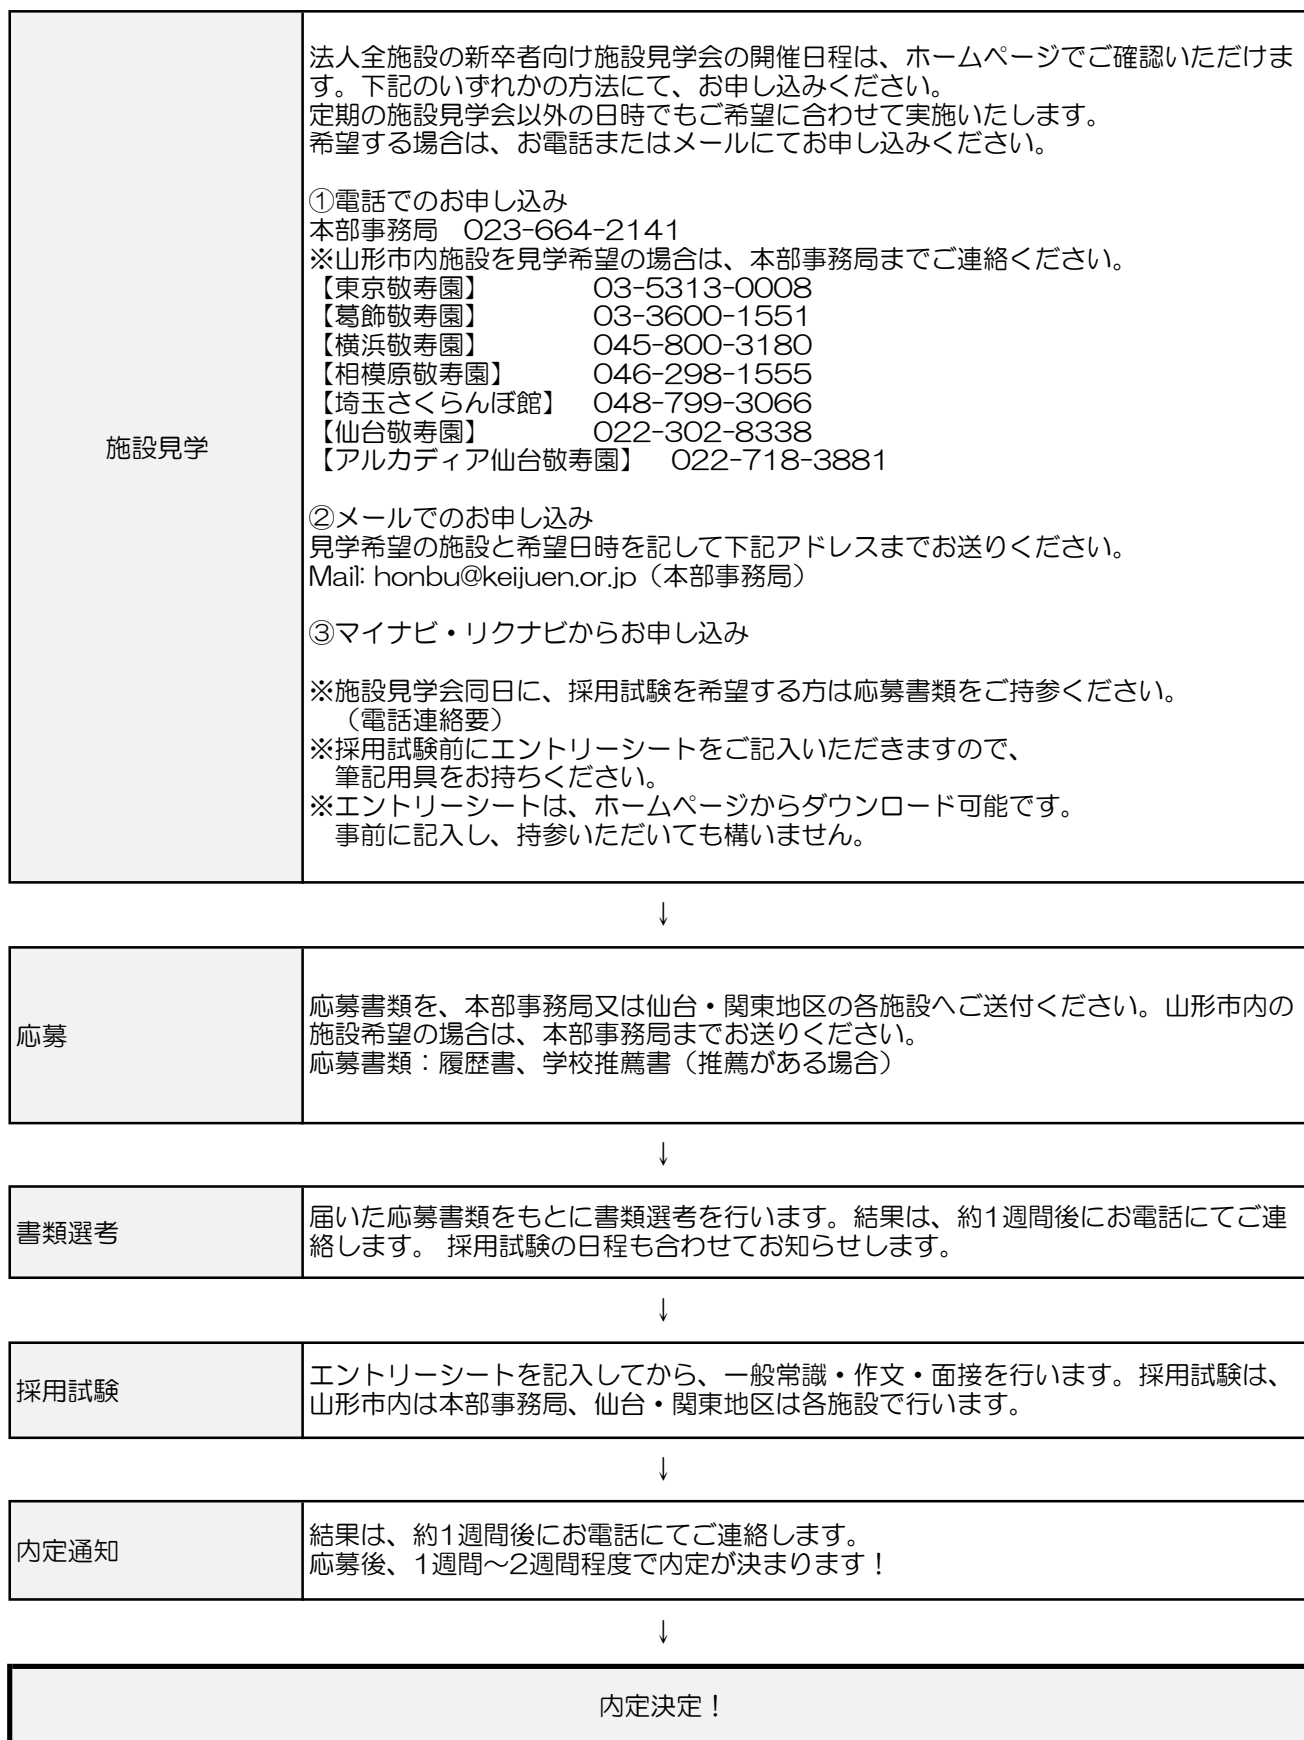 施設見学
法人全施設の新卒者向け施設見学会の開催日程は、ホームページでご確認いただけま
す。下記のいずれかの方法にて、お申し込みください。
定期の施設見学会以外の日時でもご希望に合わせて実施いたします。
希望する場合は、お電話またはメールにてお申し込みください。
①電話でのお申し込み
本部事務局　023-664-2141
※山形市内施設を見学希望の場合は、本部事務局までご連絡ください。
【東京敬寿園】　03-5313-0008
【葛飾敬寿園】　03-3600-1551
【横浜敬寿園】　045-800-3180
【相模原敬寿園】　046-298-1555
【埼玉さくらんぼ館】　048-799-3066
【仙台敬寿園】　022-302-8338
【アルカディア仙台敬寿園】　022-718-3881
②メールでのお申し込み
見学希望の施設と希望日時を記して下記アドレスまでお送りください。
Mail: honbu@keijuen.or.jp（本部事務局）
③マイナビ・リクナビからお申し込み
※施設見学会同日に、採用試験を希望する方は応募書類をご持参ください。
（電話連絡要）
※採用試験前にエントリーシートをご記入いただきますので、
筆記用具をお持ちください。
※エントリーシートは、ホームページからダウンロード可能です。
事前に記入し、持参いただいても構いません。
↓
応募
応募書類を、本部事務局又は仙台・関東地区の各施設へご送付ください。山形市内の
施設希望の場合は、本部事務局までお送りください。
応募書類：履歴書、学校推薦書（推薦がある場合）
↓
書類選考
届いた応募書類をもとに書類選考を行います。結果は、約1週間後にお電話にてご連
絡します。 採用試験の日程も合わせてお知らせします。
↓
採用試験
エントリーシートを記入してから、一般常識・作文・面接を行います。採用試験は、
山形市内は本部事務局、仙台・関東地区は各施設で行います。
↓
内定通知
結果は、約1週間後にお電話にてご連絡します。
応募後、1週間～2週間程度で内定が決まります！
↓
内定決定！